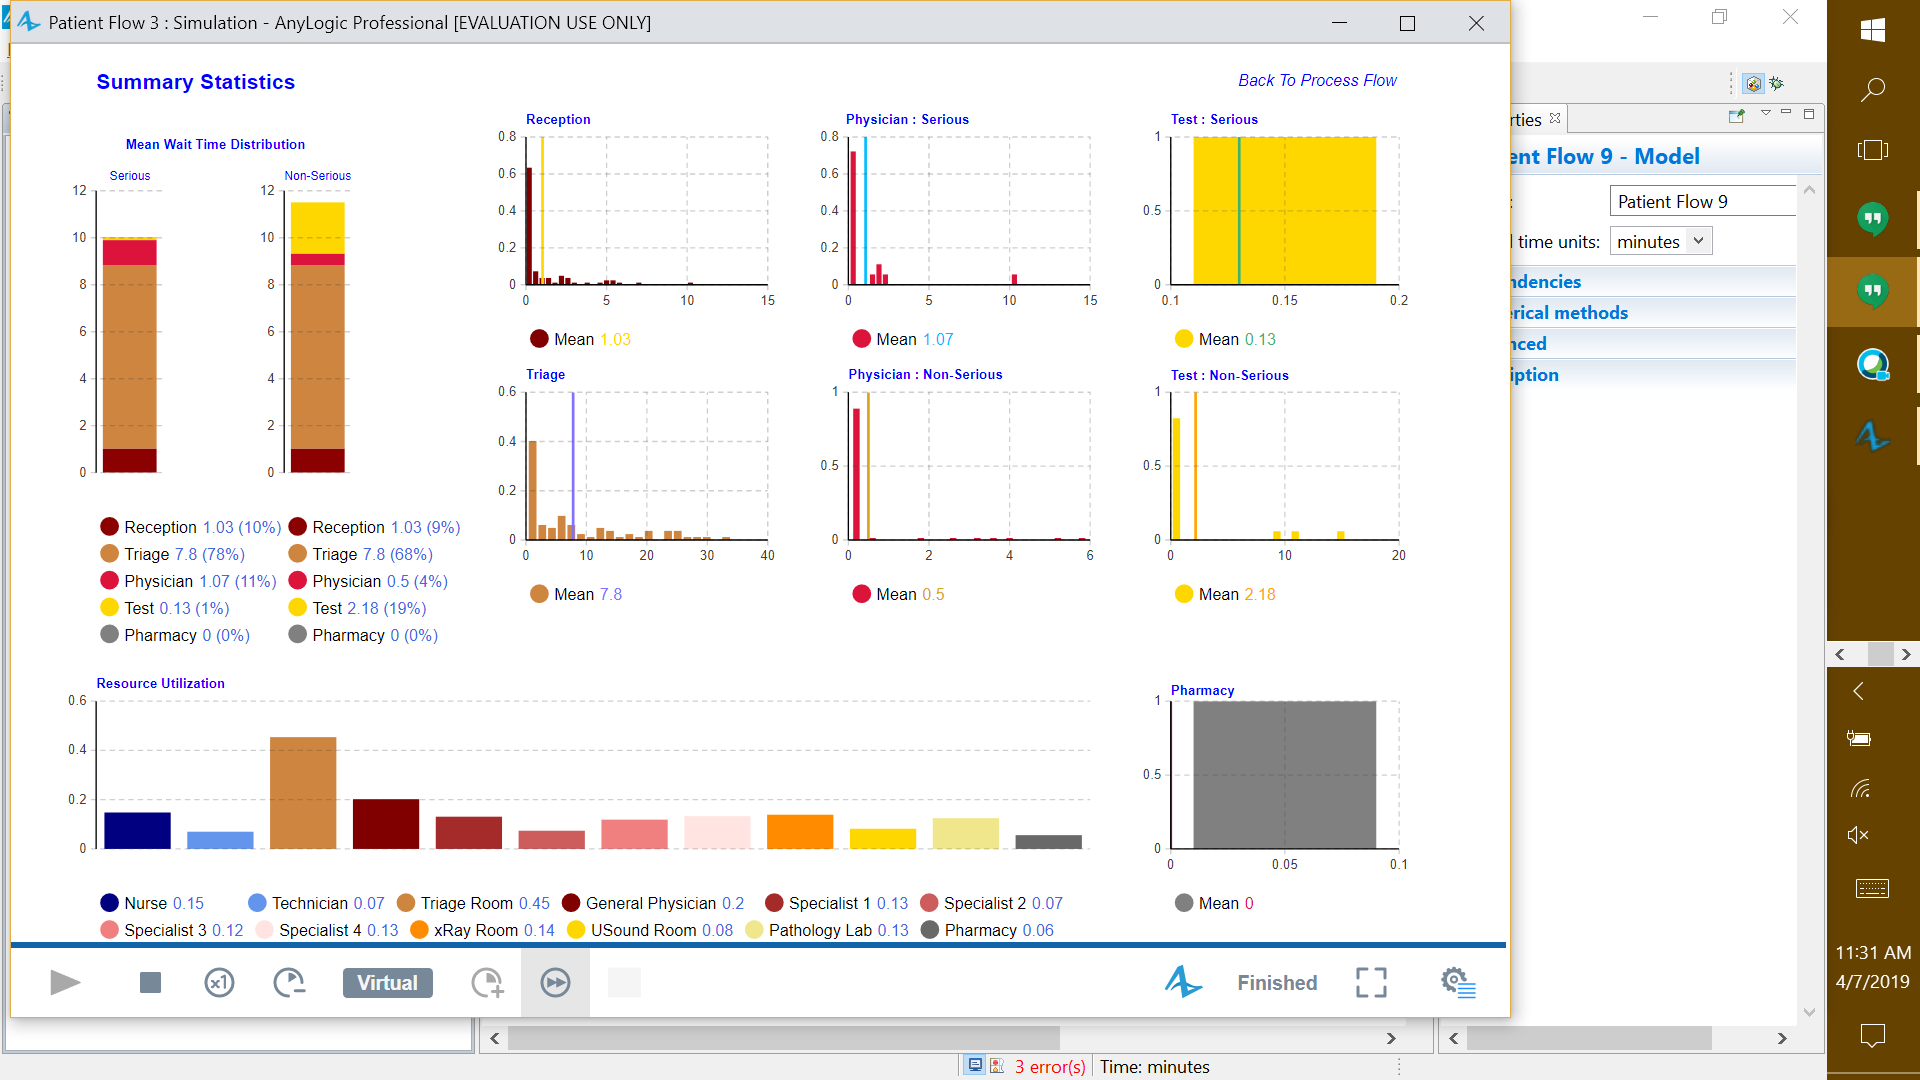 Patient Flow 3 : Simulation - AnyLogic Professional [EVALUATION USE ONLY]
Summary Statistics
Back To Process Flow
Mean Wait Time Distribution
Serious
Non-Serious
12
10
8
6
4
2
0
12
10
8
6
4
2
0
Reception 1.03 (10%)
Triage 7.8 (78%)
Physician 1.07 (11%)
Test 0.13 (1%)
Pharmacy 0 (0%)
Reception 1.03 (9%)
Triage 7.8 (68%)
Physician 0.5 (4%)
Test 2.18 (19%)
Pharmacy 0 (0%)
Reception
0.8
0.6
0.4
0.2
0
0 5 10 15
Mean 1.03
Physician : Serious
0.8
0.6
0.4
0.2
0
0 5 10 15
Mean 1.07
Test : Serious
1
0.5
0
0.1 0.15 0.2
Mean 0.13
Triage
0.6
0.4
0.2
0
0 10 20 30 40
Mean 7.8
Physician : Non-Serious
1
0.5
0
0 2 4 6
Mean 0.5
Test : Non-Serious
1
0.5
0
0 10 20
Mean 2.18
Resource Utilization
0.6
0.4
0.2
0
Nurse 0.15 Technician 0.07 Triage Room 0.45 General Physician 0.2 Specialist 1 0.13 Specialist 2 0.07
Specialist 3 0.12 Specialist 4 0.13 xRay Room 0.14 USound Room 0.08 Pathology Lab 0.13 Pharmacy 0.06
Pharmacy
1
0.5
0
0 0.05 0.1
Mean 0
x1
Virtual
Finished
rties
ent Flow 9 - Model
: Patient Flow 9
l time units: minutes
ndencies
erical methods
nced
iption
3 error(s)
Time: minutes
11:31 AM
4/7/2019